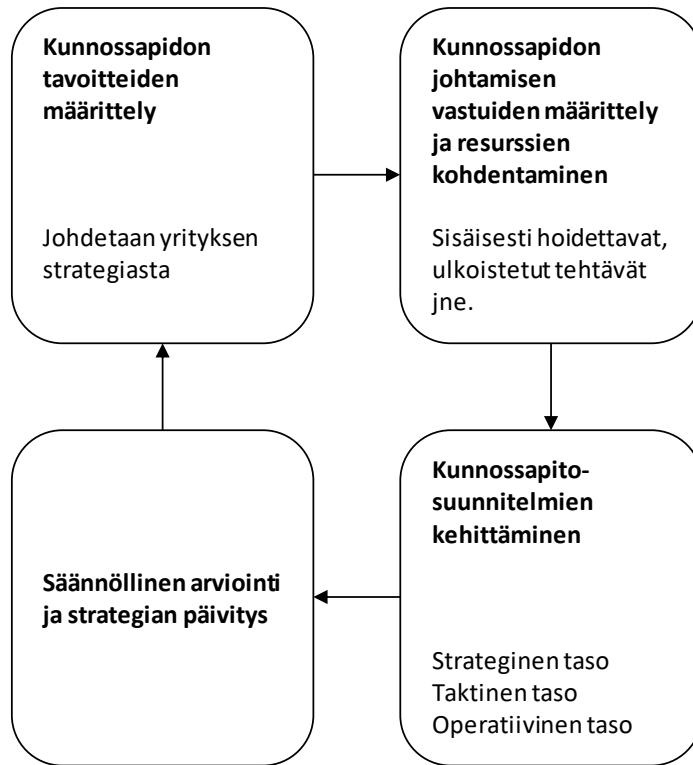 Kunnossapidon
tavoitteiden
määrittely
Johdetaan yrityksen
strategiasta
Kunnossapidon
johtamisen
vastuiden määrittely
ja resurssien
kohdentaminen
Sisäisesti hoidettavat,
ulkoistetut tehtävät
jne.
Kunnossapito-
suunnitelmien
kehittäminen
Strateginen taso
Taktinen taso
Operatiivinen taso
Säännöllinen arviointi
ja strategian päivitys